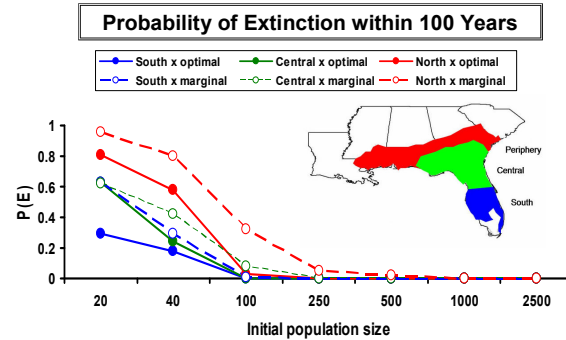 Probability of Extinction within 100 Years
South x optimal Central x optimal North x optimal
South x marginal Central x marginal North x marginal
1
0.8
0.6
0.4
0.2
0
P (E)
20 40 100 250 500 1000 2500
Initial population size
Periphery
Central
South